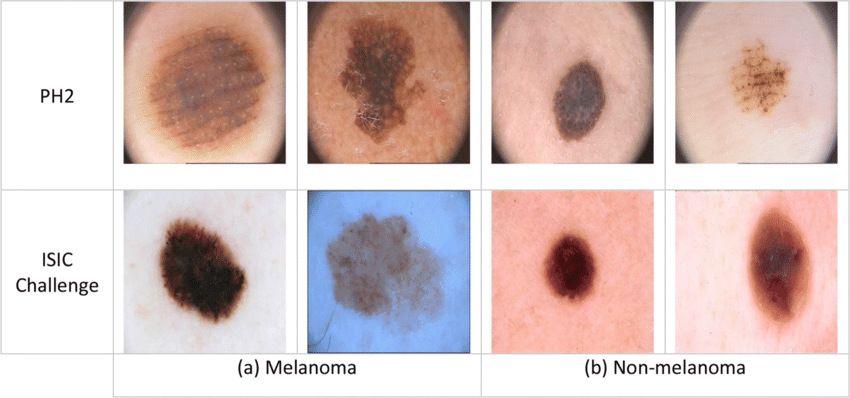 PH2
ISIC
Challenge
(a) Melanoma
(b) Non-melanoma